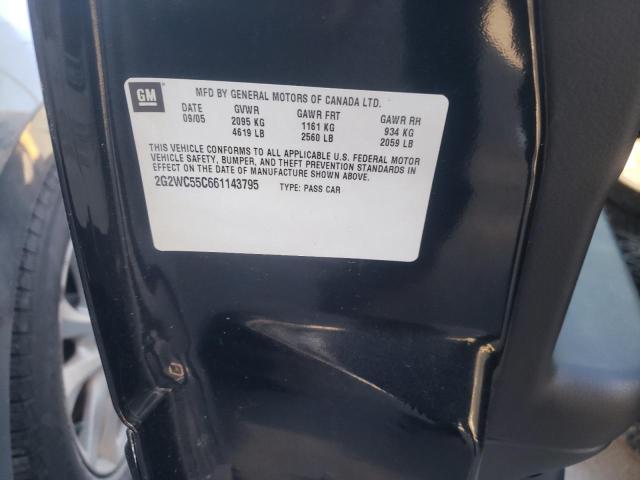 GM
MFD BY GENERAL MOTORS OF CANADA LTD.
DATE GVWR GAWR FRT GAWR RH
09/05 2095 KG 1161 KG 934 KG
4619 LB 2560 LB 2059 LB
THIS VEHICLE CONFORMS TO ALL APPLICABLE U.S. FEDERAL MOTOR
VEHICLE SAFETY, BUMPER, AND THEFT PREVENTION STANDARDS IN
EFFECT ON THE DATE OF MANUFACTURE SHOWN ABOVE.
2G2WC55C661143795 TYPE: PASS CAR